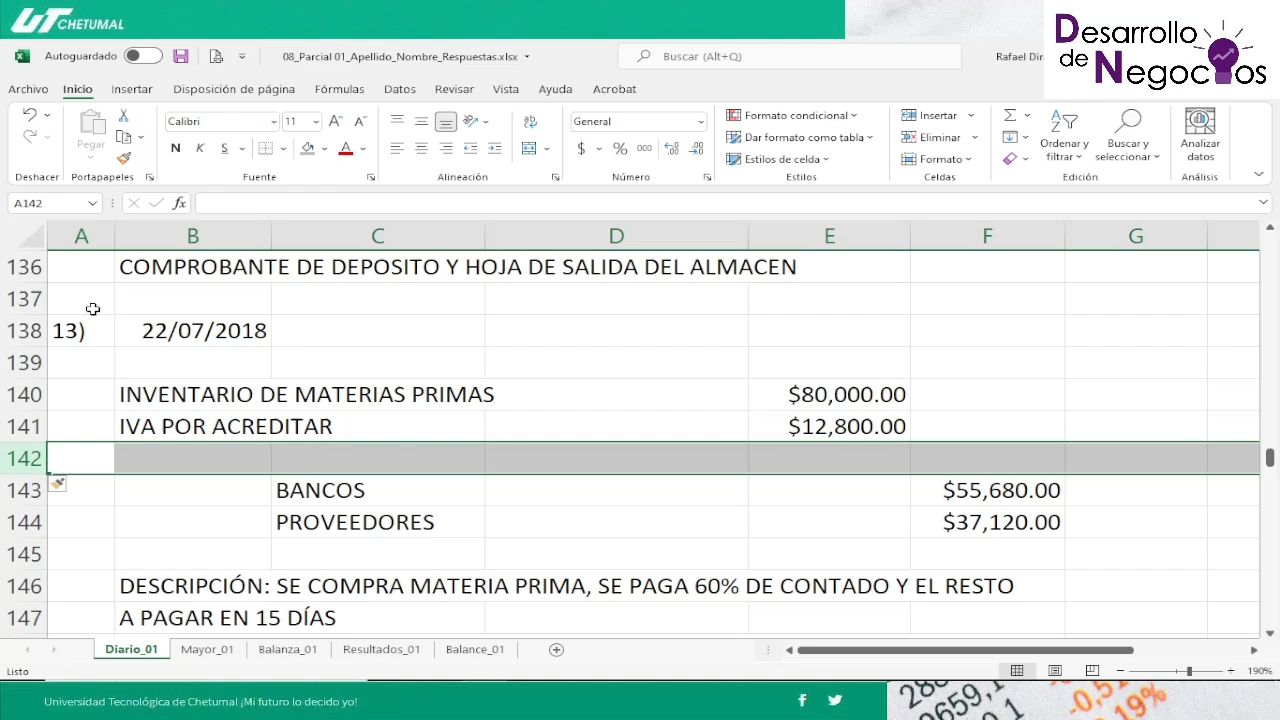 UT CHETUMAL
Desarrollo
de Negocios
Autoguardado
08_Parcial 01_Apellido_Nombre_Respuestas.xlsx
Buscar (Alt+Q)
Rafael Dir
Archivo Inicio Insertar Disposición de página Fórmulas Datos Revisar Vista Ayuda Acrobat
Pegar
Calibri 11
N K S
General
$ % 000
Formato condicional
Dar formato como tabla
Estilos de celda
Insertar
Eliminar
Formato
Ordenar y
filtrar
Buscar y
seleccionar
Analizar
datos
Deshacer Portapapeles Fuente Alineación Número Estilos Celdas Edición Análisis
A142 fx
A B C D E F G
136 COMPROBANTE DE DEPOSITO Y HOJA DE SALIDA DEL ALMACEN
137
138 13) 22/07/2018
139
140 INVENTARIO DE MATERIAS PRIMAS $80,000.00
141 IVA POR ACREDITAR $12,800.00
142
143 BANCOS $55,680.00
144 PROVEEDORES $37,120.00
145
146 DESCRIPCIÓN: SE COMPRA MATERIA PRIMA, SE PAGA 60% DE CONTADO Y EL RESTO
147 A PAGAR EN 15 DÍAS
Diario_01 Mayor_01 Balanza_01 Resultados_01 Balance_01
Listo
190%
Universidad Tecnológica de Chetumal ¡Mi futuro lo decido yo!